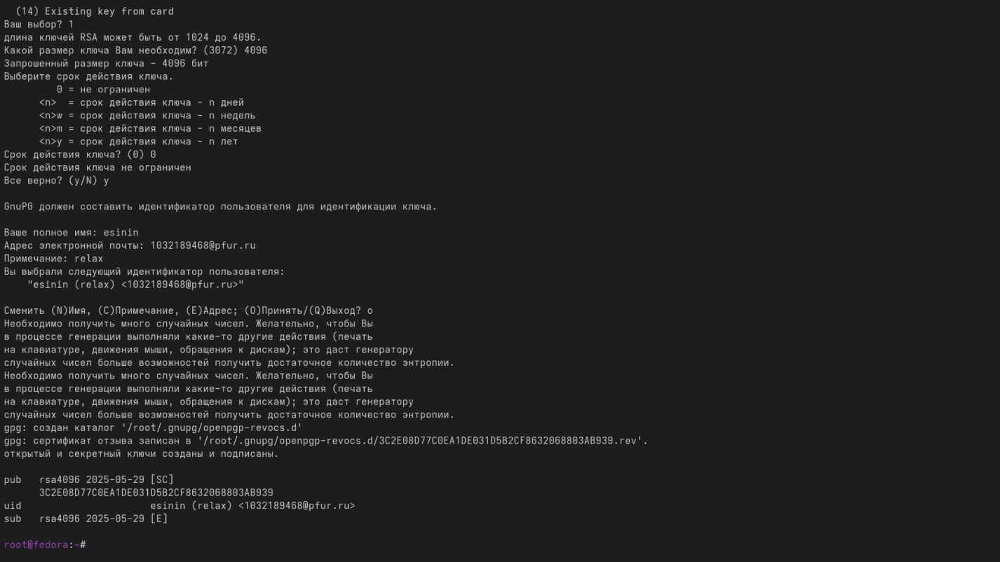 (14) Existing key from card
Ваш выбор? 1
длина ключей RSA может быть от 1024 до 4096.
Какой размер ключа Вам необходим? (3072) 4096
Запрошенный размер ключа - 4096 бит
Выберите срок действия ключа.
0 = не ограничен
<n>  = срок действия ключа - n дней
<n>w = срок действия ключа - n недель
<n>m = срок действия ключа - n месяцев
<n>y = срок действия ключа - n лет
Срок действия ключа? (0) 0
Срок действия ключа не ограничен
Все верно? (y/N) y
GnuPG должен составить идентификатор пользователя для идентификации ключа.
Ваше полное имя: esinin
Адрес электронной почты: 1032189468@pfur.ru
Примечание: relax
Вы выбрали следующий идентификатор пользователя:
"esinin (relax) <1032189468@pfur.ru>"
Сменить (N)Имя, (C)Примечание, (E)Адрес; (O)Принять/(Q)Выход? o
Необходимо получить много случайных чисел. Желательно, чтобы Вы
в процессе генерации выполняли какие-то другие действия (печать
на клавиатуре, движения мыши, обращения к дискам); это даст генератору
случайных чисел больше возможностей получить достаточное количество энтропии.
Необходимо получить много случайных чисел. Желательно, чтобы Вы
в процессе генерации выполняли какие-то другие действия (печать
на клавиатуре, движения мыши, обращения к дискам); это даст генератору
случайных чисел больше возможностей получить достаточное количество энтропии.
gpg: создан каталог '/root/.gnupg/openpgp-revocs.d'
gpg: сертификат отзыва записан в '/root/.gnupg/openpgp-revocs.d/3C2E08D77C0EA1DE031D5B2CF8632068803AB939.rev'.
открытый и секретный ключи созданы и подписаны.
pub   rsa4096 2025-05-29 [SC]
3C2E08D77C0EA1DE031D5B2CF8632068803AB939
uid                      esinin (relax) <1032189468@pfur.ru>
sub   rsa4096 2025-05-29 [E]
root@fedora:~#